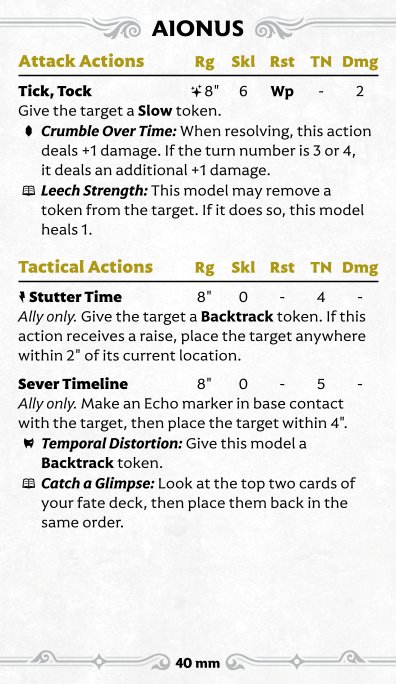 AIONUS
Attack Actions Rg Skl Rst TN Dmg
Tick, Tock 8" 6 Wp - 2
Give the target a Slow token.
Crumble Over Time: When resolving, this action
deals +1 damage. If the turn number is 3 or 4,
it deals an additional +1 damage.
Leech Strength: This model may remove a
token from the target. If it does so, this model
heals 1.
Tactical Actions Rg Skl Rst TN Dmg
Stutter Time 8" 0 - 4 -
Ally only. Give the target a Backtrack token. If this
action receives a raise, place the target anywhere
within 2" of its current location.
Sever Timeline 8" 0 - 5 -
Ally only. Make an Echo marker in base contact
with the target, then place the target within 4".
Temporal Distortion: Give this model a
Backtrack token.
Catch a Glimpse: Look at the top two cards of
your fate deck, then place them back in the
same order.
40 mm